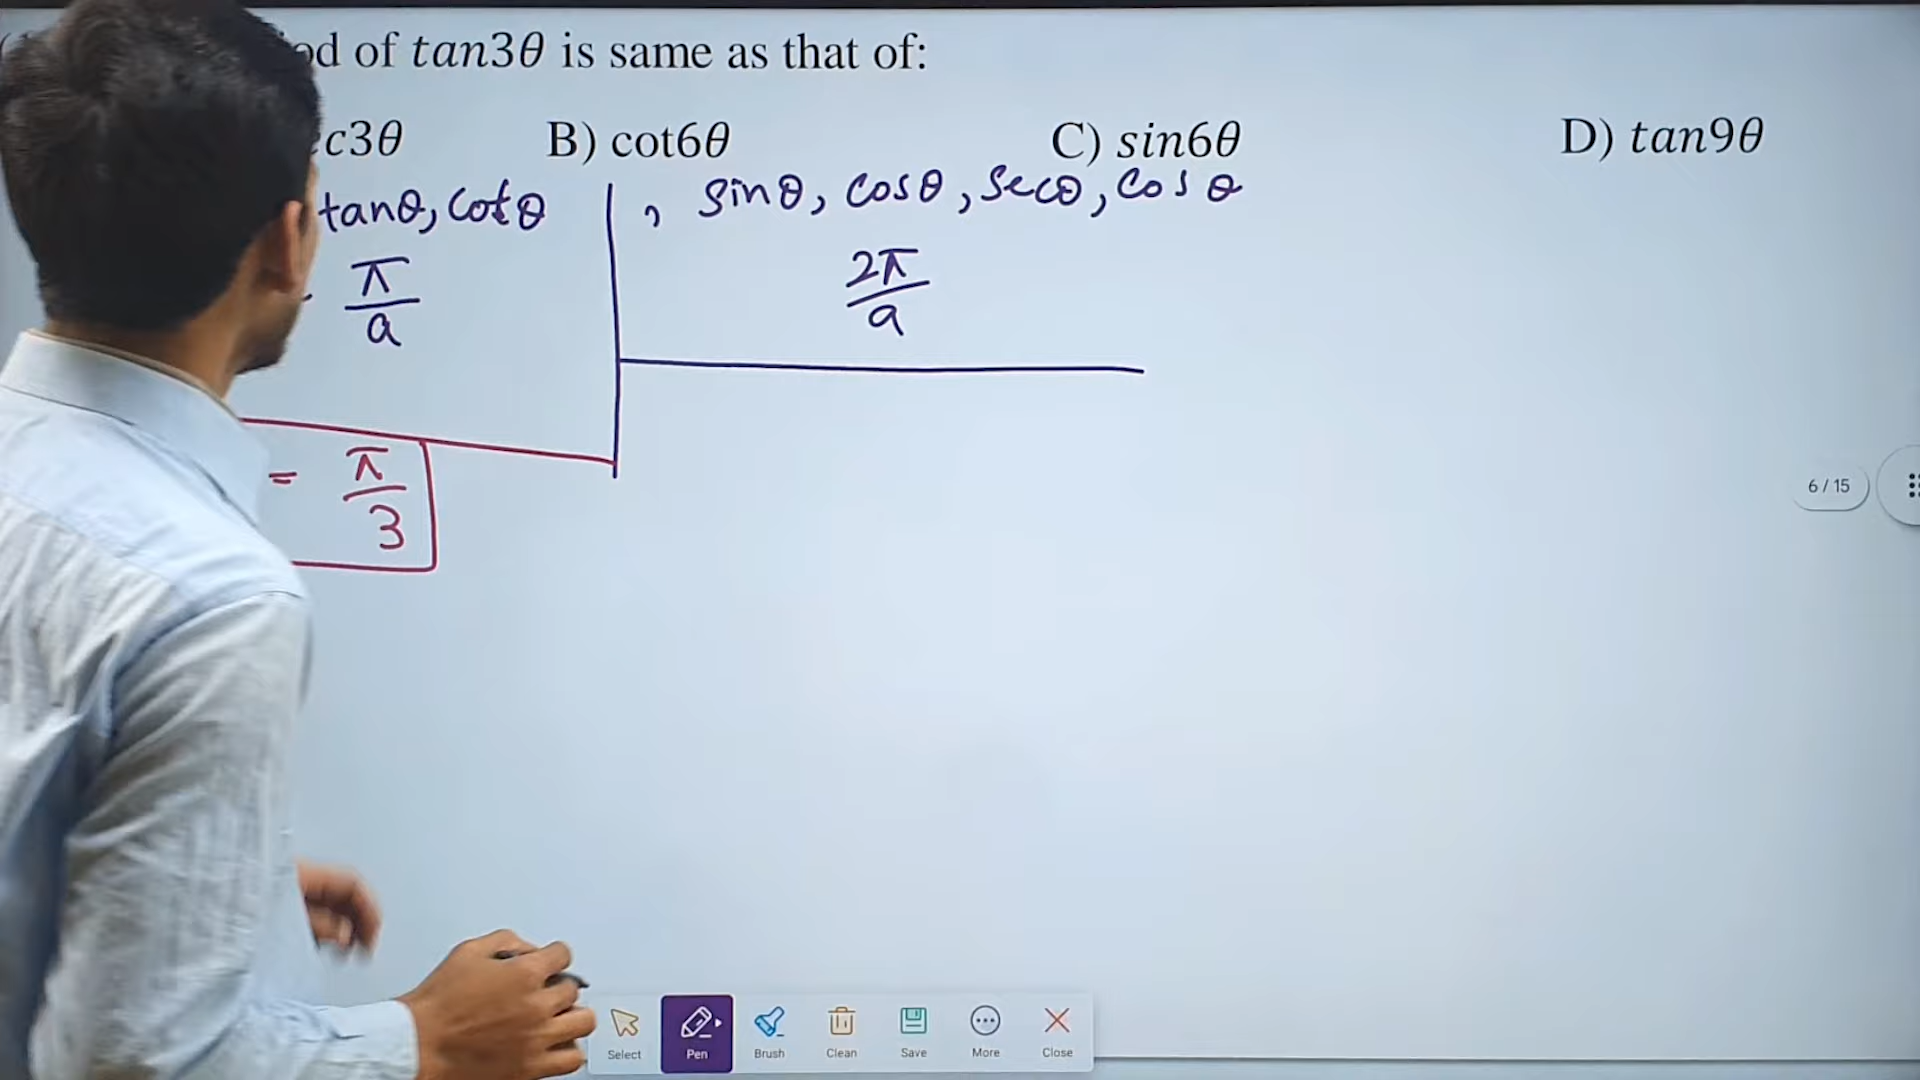 od of tan3θ is same as that of:
c3θ B) cot6θ C) sin6θ D) tan9θ
tanθ, cotθ , sinθ, cosθ, secθ, cosθ
π/a 2π/a
= π/3
6 / 15
Select Pen Brush Clean Save More Close